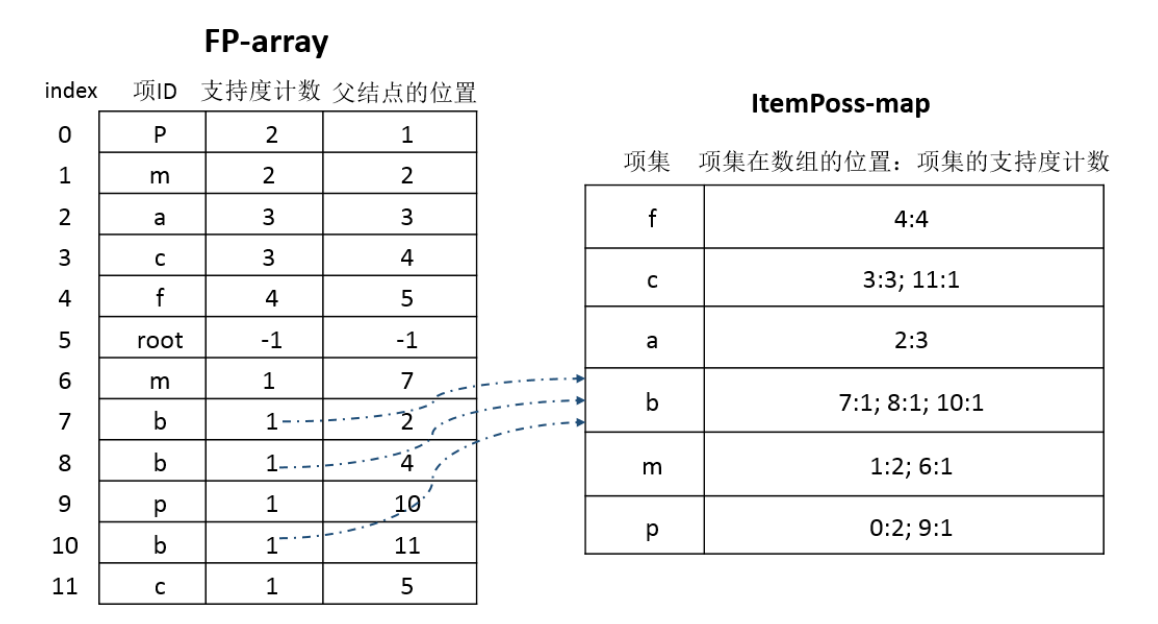 FP-array
index 项ID 支持度计数 父结点的位置
0 P 2 1
1 m 2 2
2 a 3 3
3 c 3 4
4 f 4 5
5 root -1 -1
6 m 1 7
7 b 1 2
8 b 1 4
9 p 1 10
10 b 1 11
11 c 1 5
ItemPoss-map
项集 项集在数组的位置：项集的支持度计数
f 4:4
c 3:3; 11:1
a 2:3
b 7:1; 8:1; 10:1
m 1:2; 6:1
p 0:2; 9:1